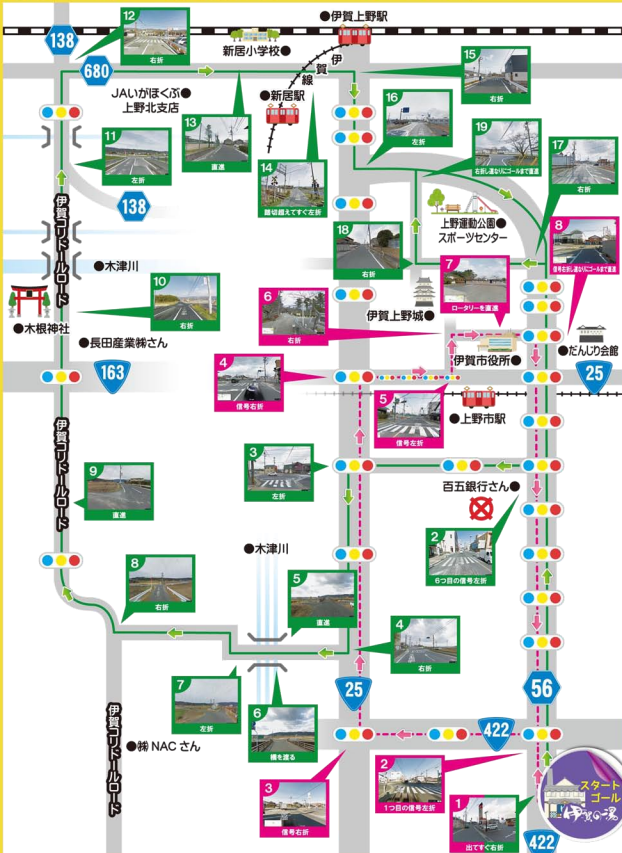 ●伊賀上野駅
12
右折
138
新居小学校●
伊賀線
680
JAいがほくぶ●
上野北支店
●新居駅
15
右折
13
直進
16
左折
19
右折し道なりにゴールまで直進
17
右折
11
左折
14
踏切超えてすぐ左折
138
上野運動公園●
スポーツセンター
8
信号右折し道なりにゴールまで直進
伊賀コリドールロード
●木津川
18
右折
7
ロータリーを直進
10
右折
6
右折
伊賀上野城●
●木根神社
●長田産業㈱さん
伊賀市役所●
●だんじり会館
163
4
信号右折
25
5
信号左折
●上野市駅
伊賀コリドールロード
3
左折
9
直進
百五銀行さん●
2
6つ目の信号左折
●木津川
8
右折
5
直進
4
右折
7
左折
6
橋を渡る
25
56
伊賀コリドールロード
●㈱NACさん
422
3
信号右折
2
1つ目の信号左折
1
出てすぐ右折
スタート
ゴール
伊賀の湯
422